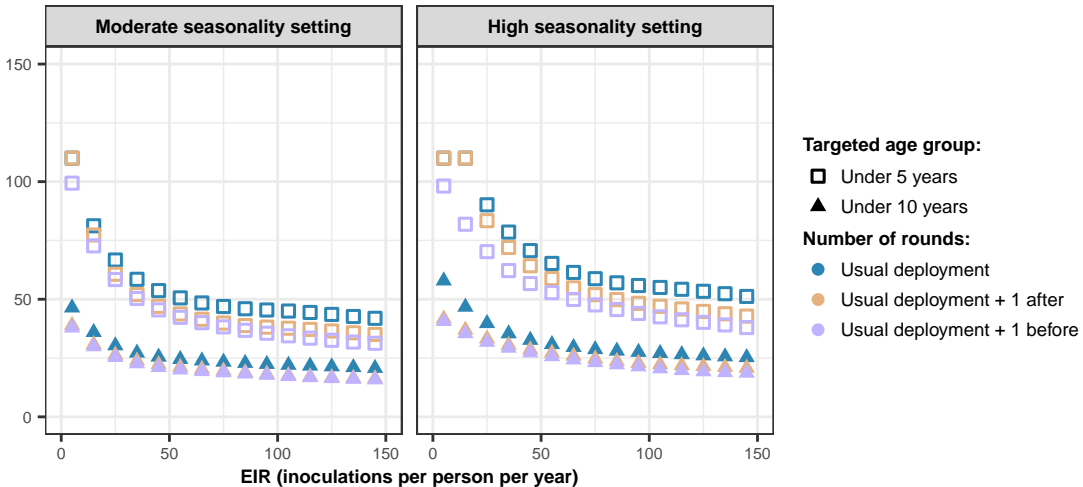 Moderate seasonality setting
High seasonality setting
150
100
50
0
0
50
100
150
0
50
100
150
EIR (inoculations per person per year)
Targeted age group:
Under 5 years
Under 10 years
Number of rounds:
Usual deployment
Usual deployment + 1 after
Usual deployment + 1 before